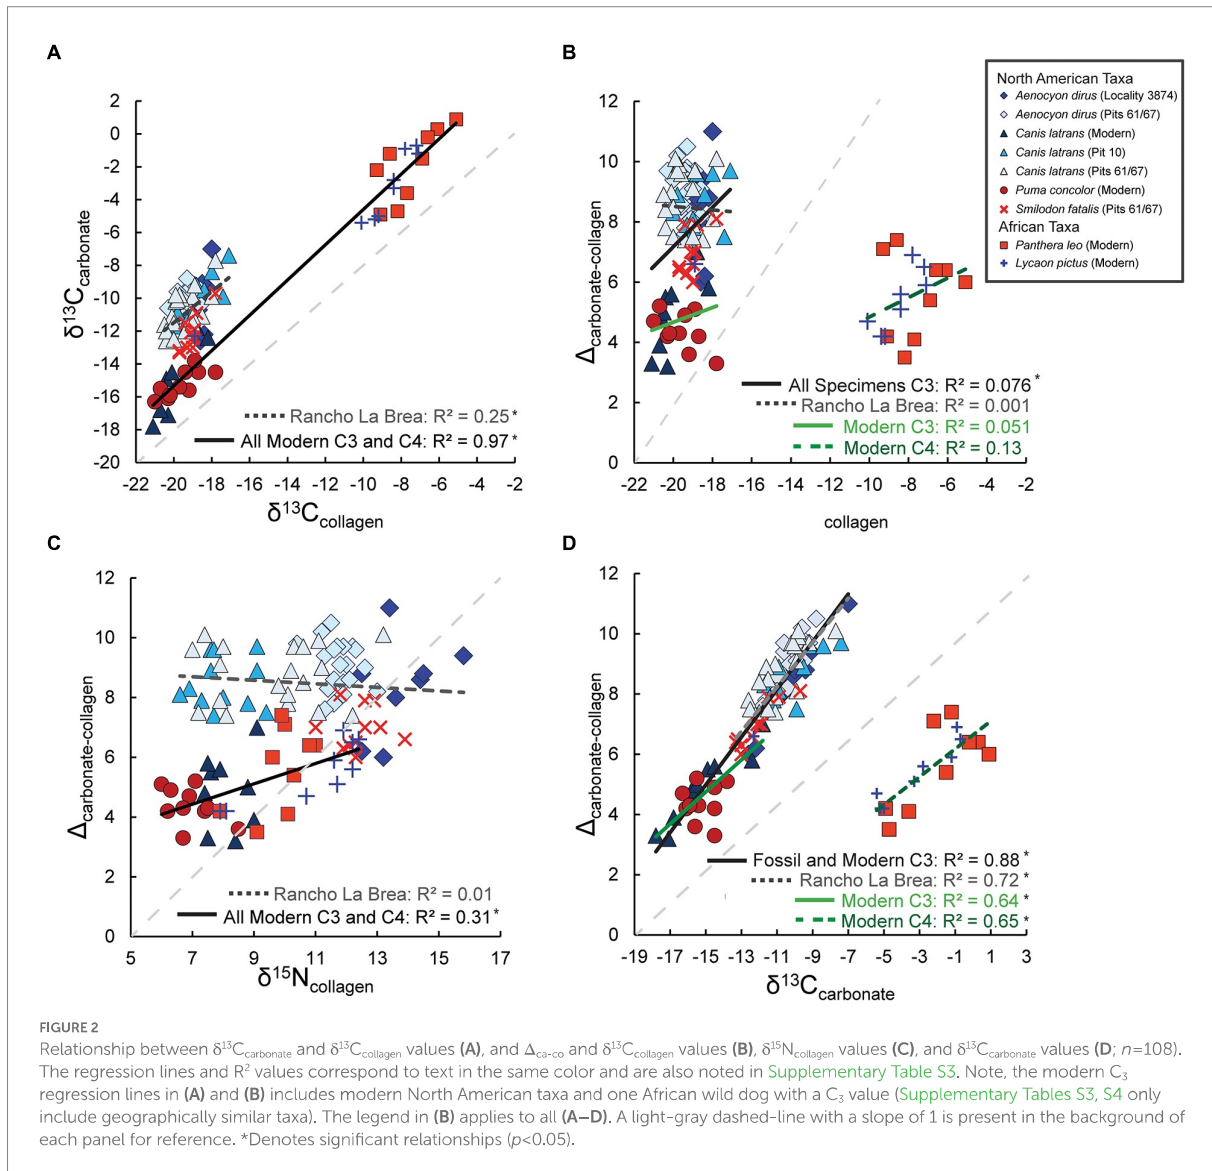 A
δ13Ccarbonate
2
0
-2
-4
-6
-8
-10
-12
-14
-16
-18
-20
Rancho La Brea: R² = 0.25*
All Modern C3 and C4: R² = 0.97*
-22 -20 -18 -16 -14 -12 -10 -8 -6 -4 -2
δ13Ccollagen
B
Δcarbonate-collagen
12
10
8
6
4
2
0
North American Taxa
Aenocyon dirus (Locality 3874)
Aenocyon dirus (Pits 61/67)
Canis latrans (Modern)
Canis latrans (Pit 10)
Canis latrans (Pits 61/67)
Puma concolor (Modern)
Smilodon fatalis (Pits 61/67)
African Taxa
Panthera leo (Modern)
Lycaon pictus (Modern)
All Specimens C3: R² = 0.076*
Rancho La Brea: R² = 0.001
Modern C3: R² = 0.051
Modern C4: R² = 0.13
-22 -20 -18 -16 -14 -12 -10 -8 -6 -4 -2
collagen
C
Δcarbonate-collagen
12
10
8
6
4
2
0
Rancho La Brea: R² = 0.01
All Modern C3 and C4: R² = 0.31*
5 7 9 11 13 15 17
δ15Ncollagen
D
Δcarbonate-collagen
12
10
8
6
4
2
0
Fossil and Modern C3: R² = 0.88*
Rancho La Brea: R² = 0.72*
Modern C3: R² = 0.64*
Modern C4: R² = 0.65*
-19 -17 -15 -13 -11 -9 -7 -5 -3 -1 1 3
δ13Ccarbonate
FIGURE 2
Relationship between δ13Ccarbonate and δ13Ccollagen values (A), and Δca-co and δ13Ccollagen values (B), δ15Ncollagen values (C), and δ13Ccarbonate values (D; n=108).
The regression lines and R2 values correspond to text in the same color and are also noted in Supplementary Table S3. Note, the modern C3
regression lines in (A) and (B) includes modern North American taxa and one African wild dog with a C3 value (Supplementary Tables S3, S4 only
include geographically similar taxa). The legend in (B) applies to all (A–D). A light-gray dashed-line with a slope of 1 is present in the background of
each panel for reference. *Denotes significant relationships (p<0.05).